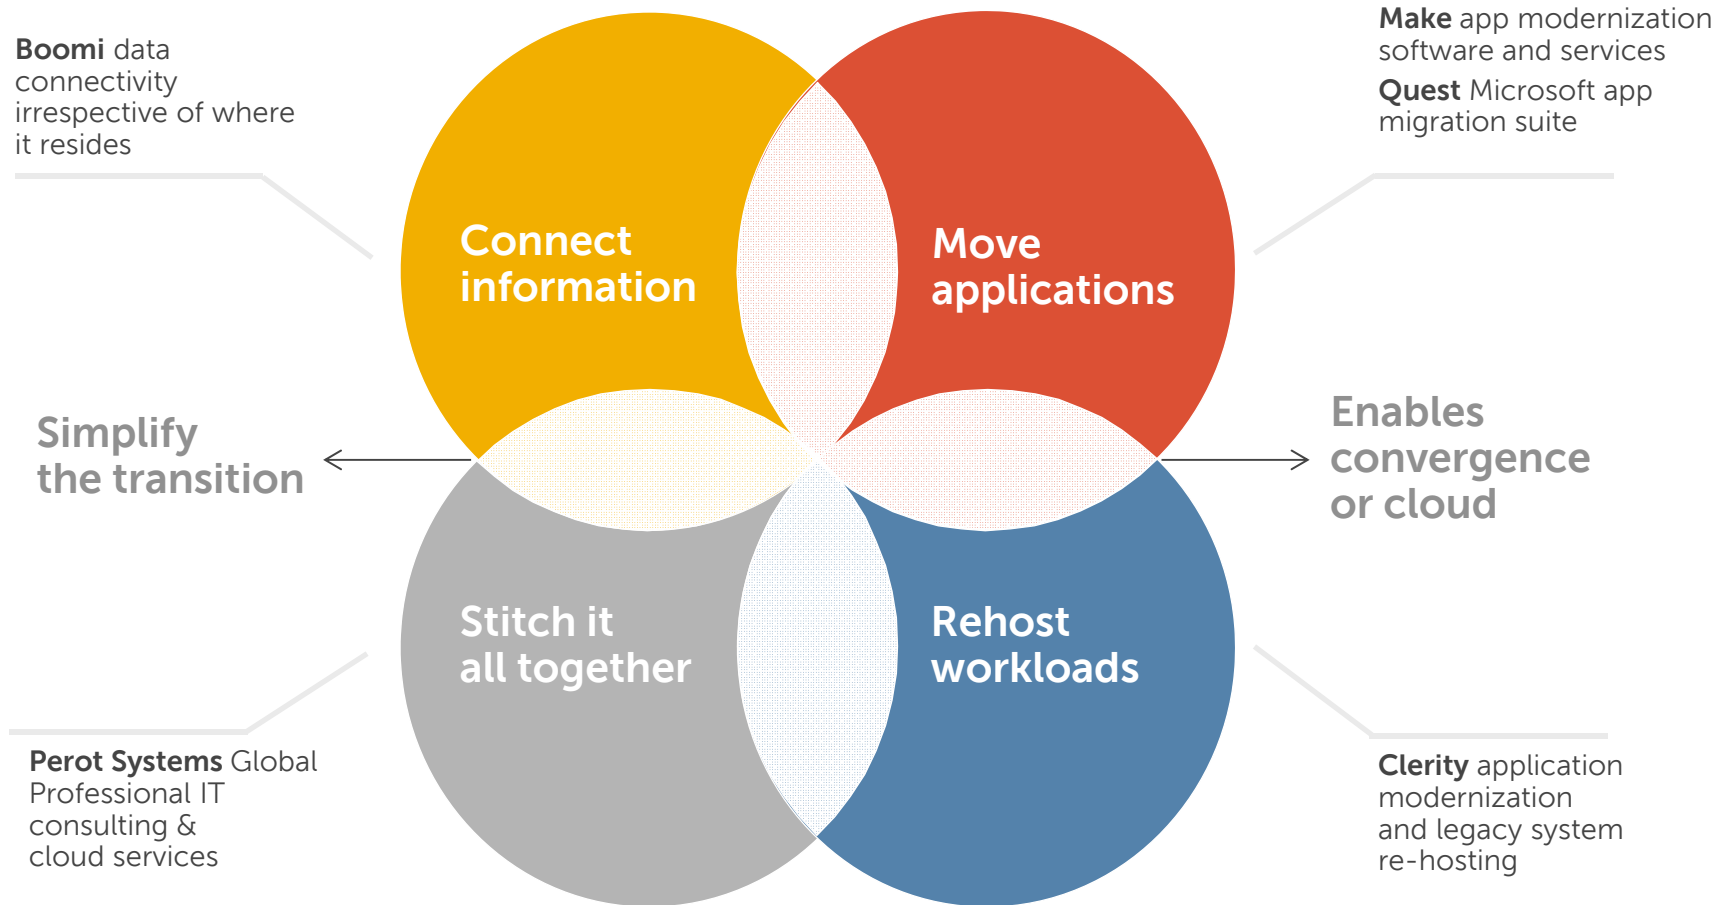 Boomi data
connectivity
irrespective of where
it resides
Make app modernization
software and services
Quest Microsoft app
migration suite
Connect
information
Move
applications
Simplify
the transition
Enables
convergence
or cloud
Stitch it
all together
Rehost
workloads
Perot Systems Global
Professional IT
consulting &
cloud services
Clerity application
modernization
and legacy system
re-hosting